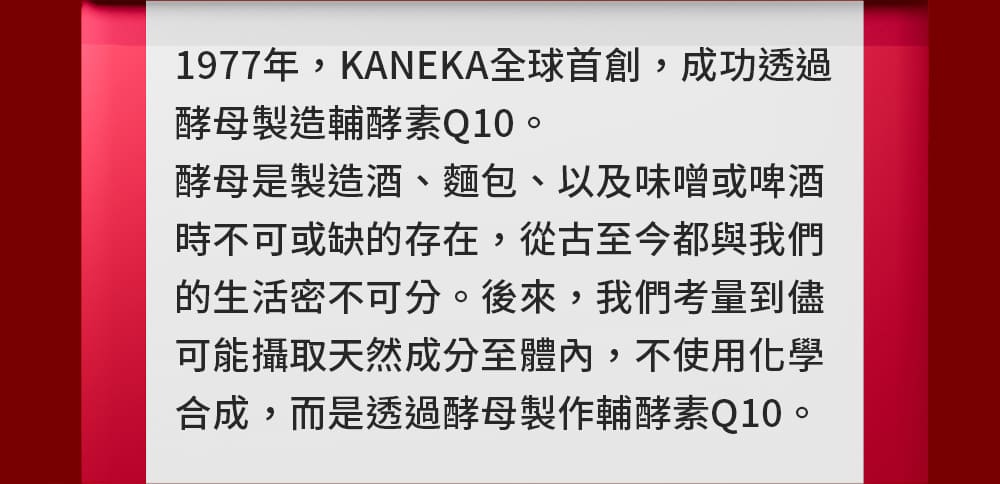 1977年，KANEKA全球首創，成功透過
酵母製造輔酵素Q10。
酵母是製造酒、麵包、以及味噌或啤酒
時不可或缺的存在，從古至今都與我們
的生活密不可分。後來，我們考量到儘
可能攝取天然成分至體內，不使用化學
合成，而是透過酵母製作輔酵素Q10。